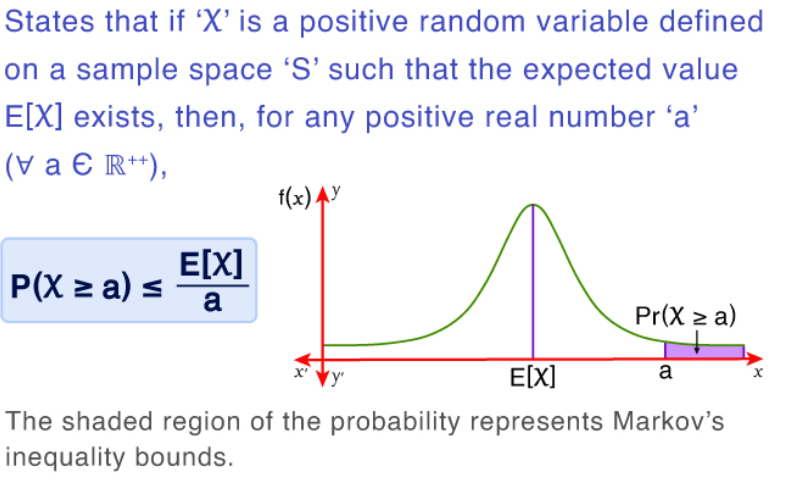 States that if ‘X’ is a positive random variable defined
on a sample space ‘S’ such that the expected value
E[X] exists, then, for any positive real number ‘a’
(∀ a Є ℝ⁺⁺),
f(x) y
P(X ≥ a) ≤ E[X]/a
Pr(X ≥ a)
x′ y′ E[X] a x
The shaded region of the probability represents Markov’s
inequality bounds.